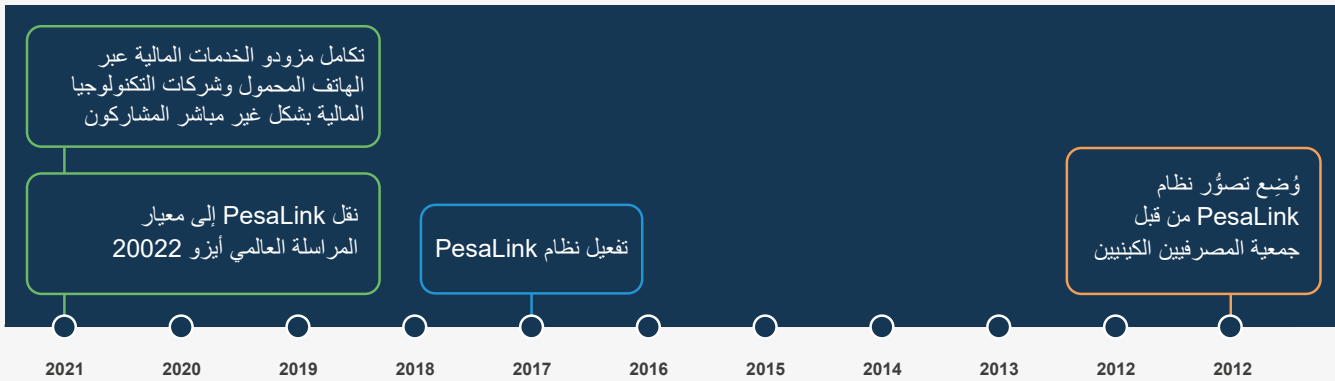 وُضِع تصوُّر نظام
PesaLink من قبل
جمعية المصرفيين الكينيين
تفعيل نظام PesaLink
تكامل مزودو الخدمات المالية عبر
الهاتف المحمول وشركات التكنولوجيا
المالية بشكل غير مباشر المشاركون
نقل PesaLink إلى معيار
المراسلة العالمي أيزو 20022
2012
2012
2013
2014
2015
2016
2017
2018
2019
2020
2021